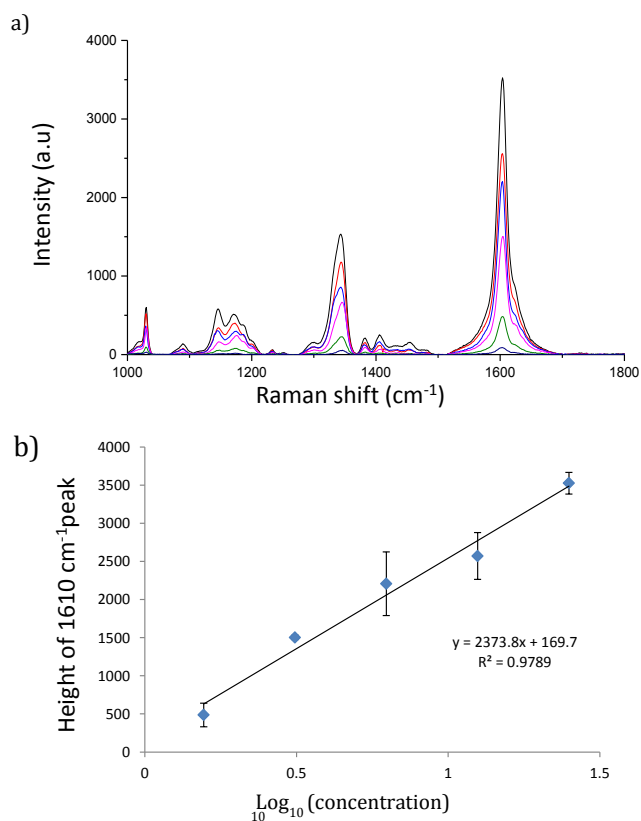 a)
4000
3000
2000
1000
0
Intensity (a.u)
1000
1200
1400
1600
1800
Raman shift (cm⁻¹)
b)
4000
3500
3000
2500
2000
1500
1000
500
0
Height of 1610 cm⁻¹peak
y = 2373.8x + 169.7
R² = 0.9789
0
0.5
1
1.5
₁₀Log₁₀ (concentration)